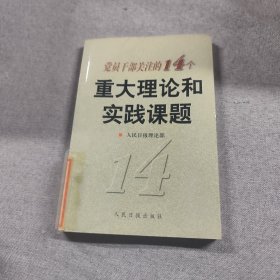 党员干部关注的14个
重大理论和
实践课题
人民日报理论部
14
人民日报出版社